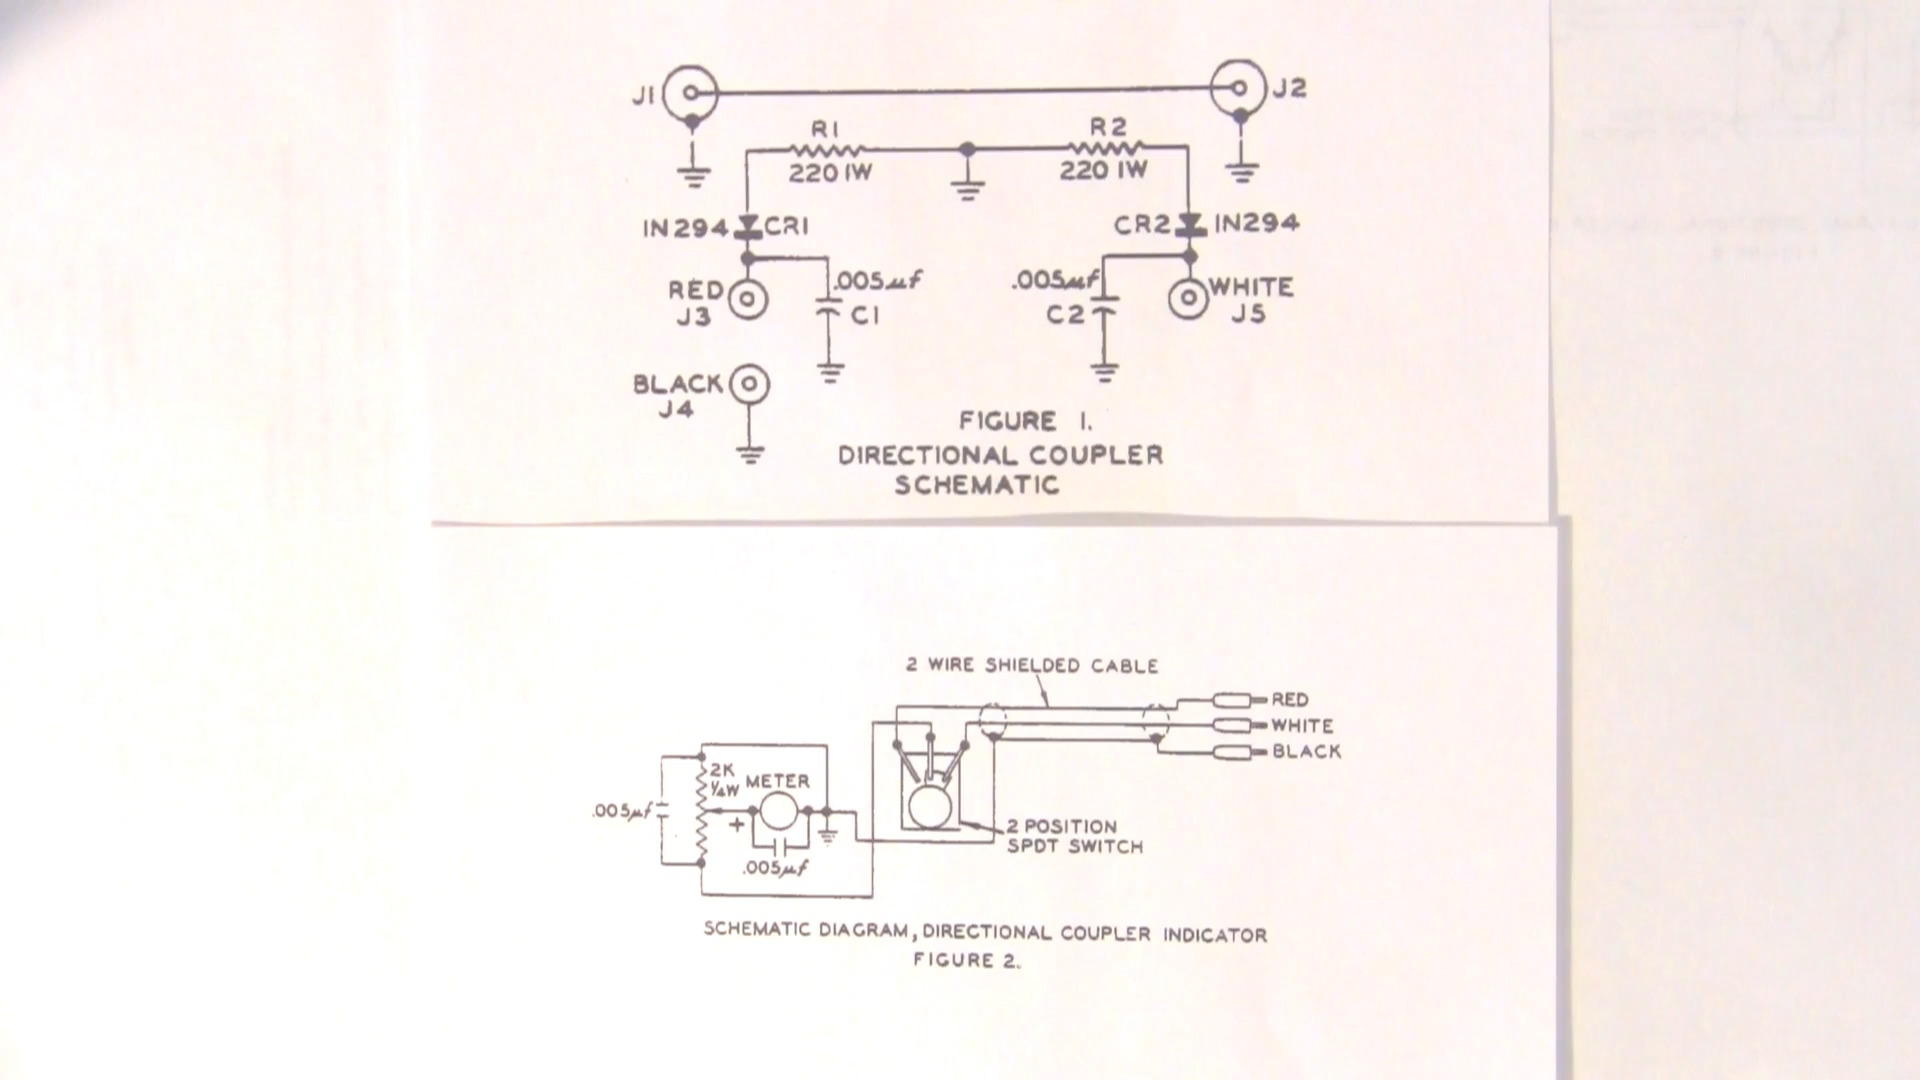 J1
J2
R1
220 1W
R2
220 1W
IN294
CR1
CR2
IN294
RED
J3
.005µf
C1
.005µf
C2
WHITE
J5
BLACK
J4
FIGURE 1.
DIRECTIONAL COUPLER
SCHEMATIC
2 WIRE SHIELDED CABLE
RED
WHITE
BLACK
2K
¼W
METER
.005µf
+
.005µf
2 POSITION
SPDT SWITCH
SCHEMATIC DIAGRAM, DIRECTIONAL COUPLER INDICATOR
FIGURE 2.